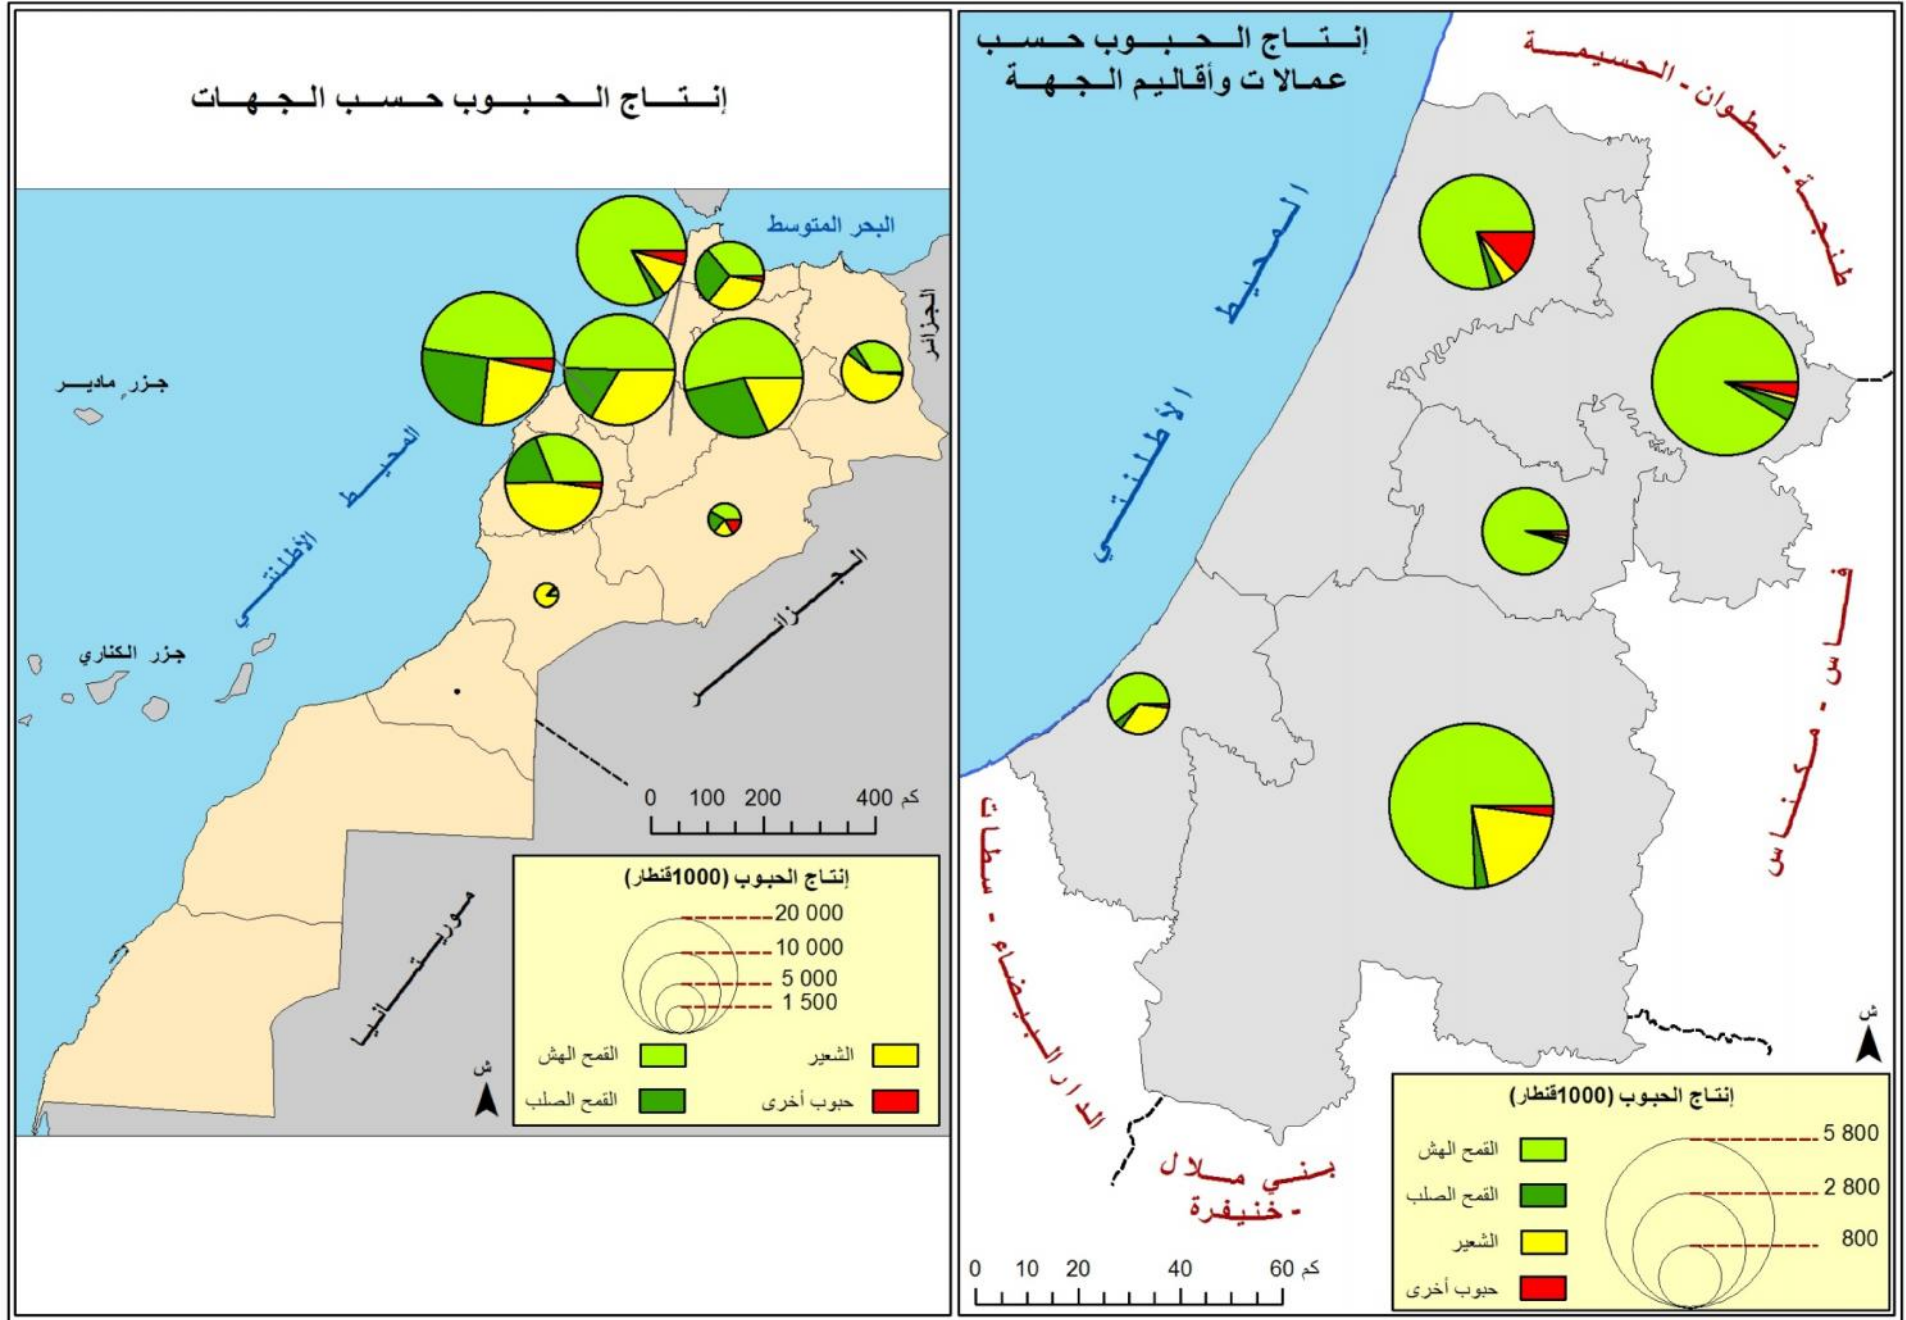 إنتاج الحبوب حسب الجهات
البحر المتوسط
الجزائر
جزر ماديير
المحيط
الأطلنتي
جزر الكناري
الجزائر
موريتانيا
0 100 200 400 كم
إنتاج الحبوب (1000قنطار)
20 000
10 000
5 000
1 500
القمح الهش
الشعير
القمح الصلب
حبوب أخرى
ش
إنتاج الحبوب حسب
عمالات وأقاليم الجهة
طنجة - تطوان - الحسيمة
المحيط
الأطلنتي
فاس - مكناس
الدار البيضاء - سطات
بني ملال
- خنيفرة
0 10 20 40 60 كم
ش
إنتاج الحبوب (1000قنطار)
5 800
2 800
800
القمح الهش
القمح الصلب
الشعير
حبوب أخرى